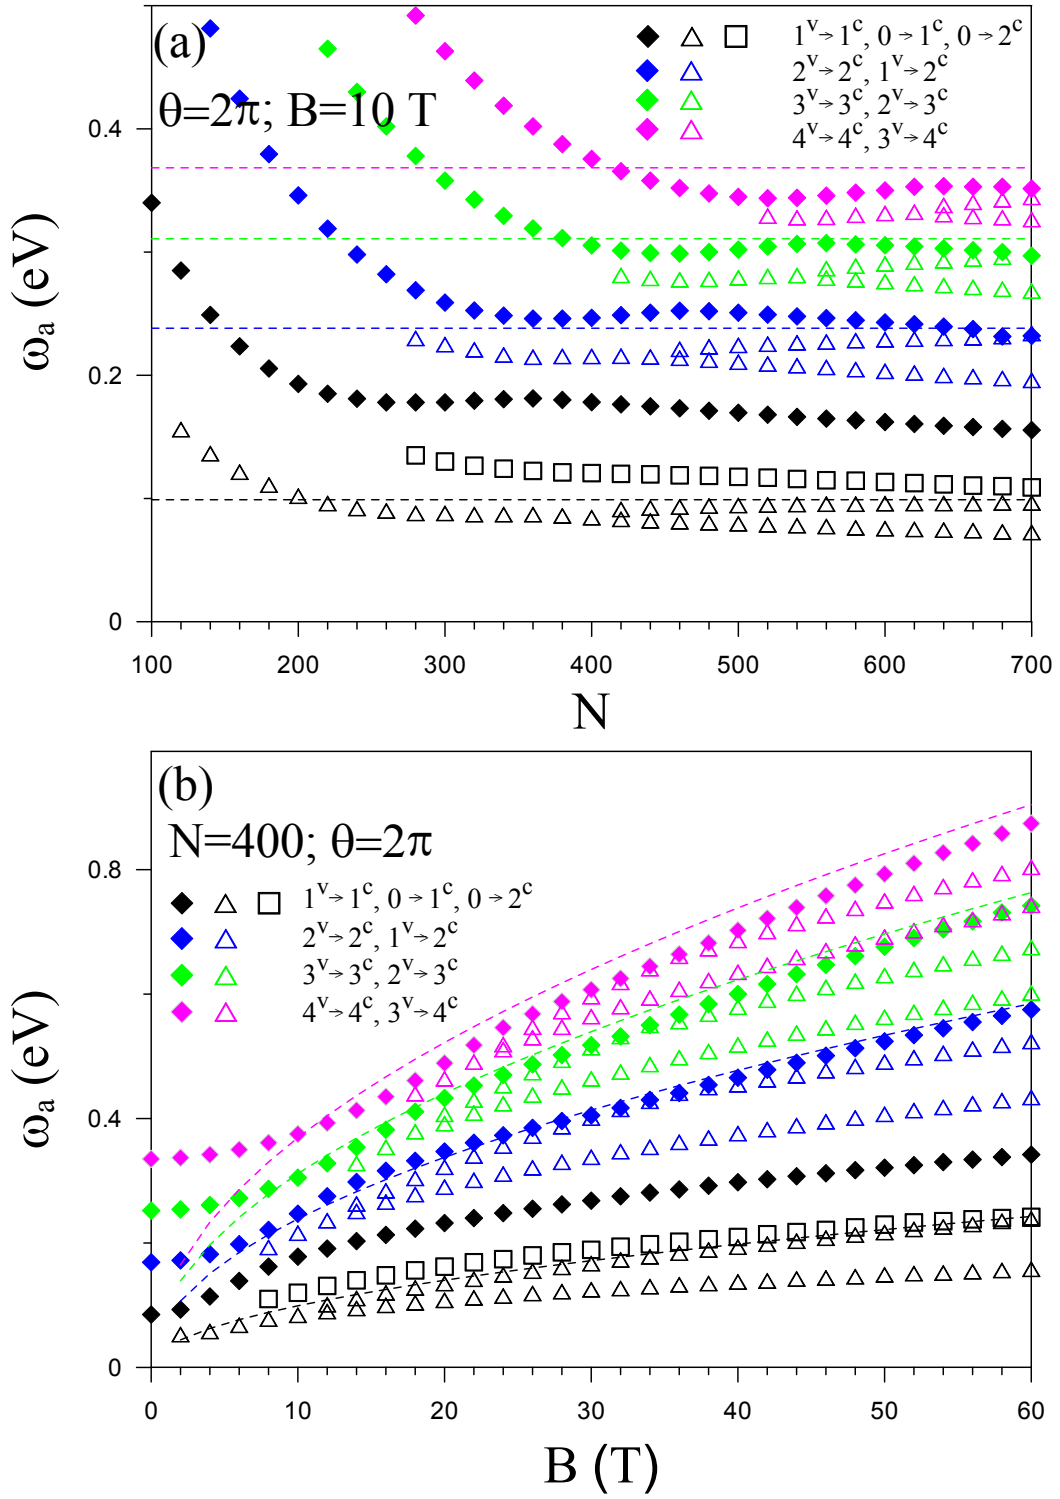 (a)
θ=2π; B=10 T
1ᵛ→1ᶜ, 0→1ᶜ, 0→2ᶜ
2ᵛ→2ᶜ, 1ᵛ→2ᶜ
3ᵛ→3ᶜ, 2ᵛ→3ᶜ
4ᵛ→4ᶜ, 3ᵛ→4ᶜ
ωₐ (eV)
0.4
0.2
0
100 200 300 400 500 600 700
N
(b)
N=400; θ=2π
1ᵛ→1ᶜ, 0→1ᶜ, 0→2ᶜ
2ᵛ→2ᶜ, 1ᵛ→2ᶜ
3ᵛ→3ᶜ, 2ᵛ→3ᶜ
4ᵛ→4ᶜ, 3ᵛ→4ᶜ
ωₐ (eV)
0.8
0.4
0
0 10 20 30 40 50 60
B (T)